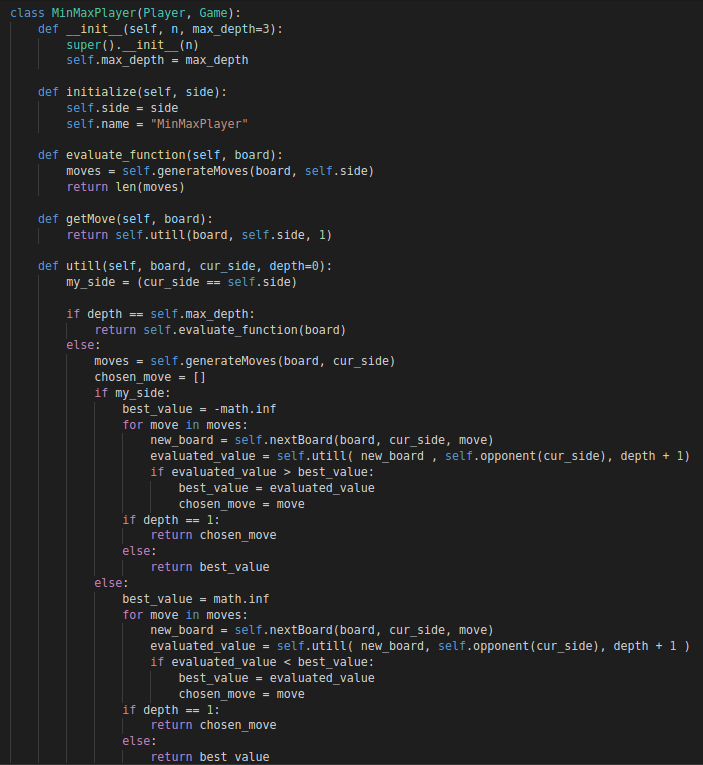 class MinMaxPlayer(Player, Game):
    def __init__(self, n, max_depth=3):
        super().__init__(n)
        self.max_depth = max_depth

    def initialize(self, side):
        self.side = side
        self.name = "MinMaxPlayer"

    def evaluate_function(self, board):
        moves = self.generateMoves(board, self.side)
        return len(moves)

    def getMove(self, board):
        return self.utill(board, self.side, 1)

    def utill(self, board, cur_side, depth=0):
        my_side = (cur_side == self.side)

        if depth == self.max_depth:
            return self.evaluate_function(board)
        else:
            moves = self.generateMoves(board, cur_side)
            chosen_move = []
            if my_side:
                best_value = -math.inf
                for move in moves:
                    new_board = self.nextBoard(board, cur_side, move)
                    evaluated_value = self.utill( new_board , self.opponent(cur_side), depth + 1)
                    if evaluated_value > best_value:
                        best_value = evaluated_value
                        chosen_move = move
                if depth == 1:
                    return chosen_move
                else:
                    return best_value
            else:
                best_value = math.inf
                for move in moves:
                    new_board = self.nextBoard(board, cur_side, move)
                    evaluated_value = self.utill( new_board, self.opponent(cur_side), depth + 1 )
                    if evaluated_value < best_value:
                        best_value = evaluated_value
                        chosen_move = move
                if depth == 1:
                    return chosen_move
                else:
                    return best_value